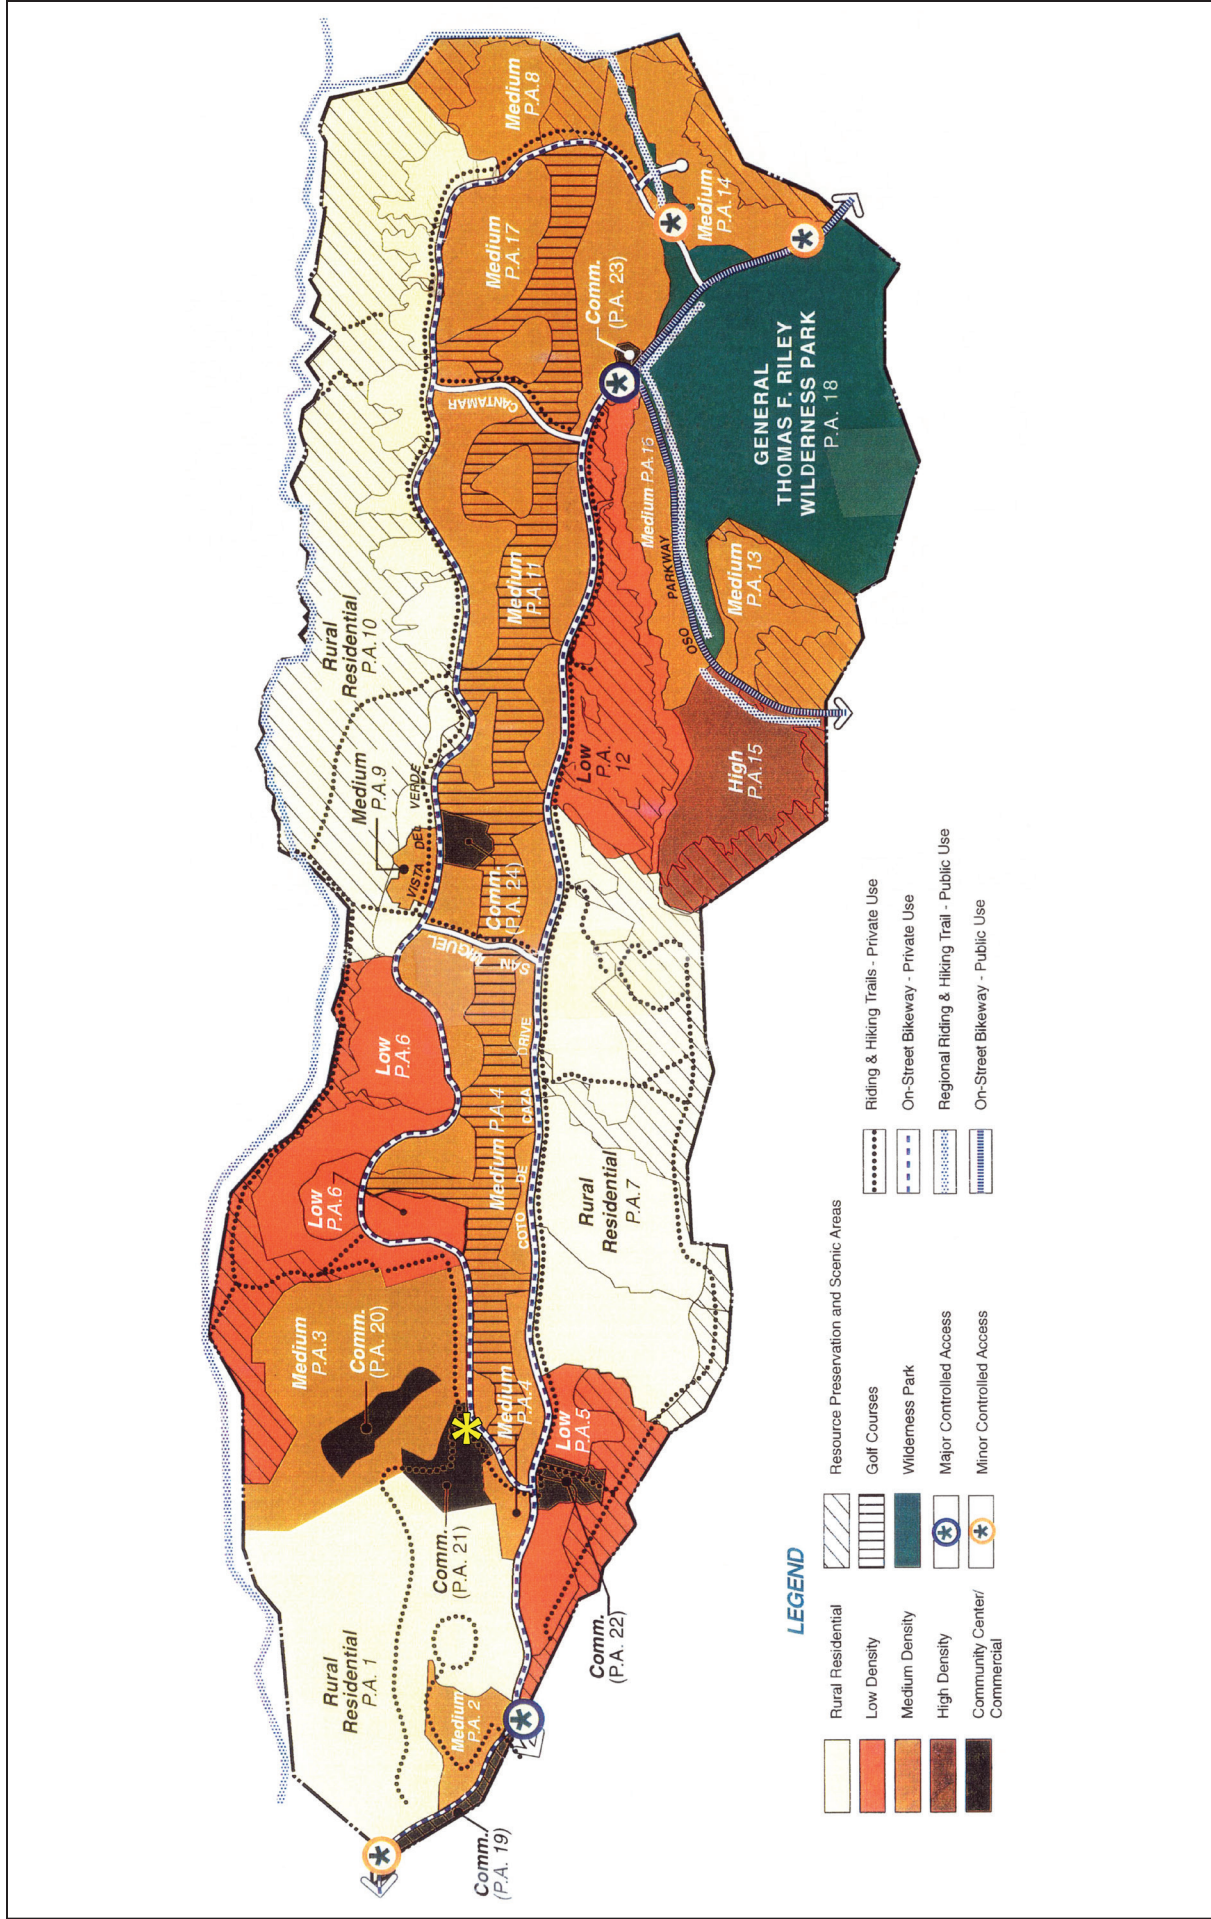 Rural
Residential
P.A. 1
Medium
P.A. 2
Comm.
(P.A. 19)
Comm.
(P.A. 21)
Comm.
(P.A. 22)
Medium
P.A.3
Comm.
(P.A. 20)
Medium
P.A.4
Low
P.A.5
Low
P.A.6
Low
P.A.6
Medium P.A.4
COTO DE CAZA DRIVE
Rural
Residential
P.A.7
SAN MIGUEL
Comm.
(P.A. 24)
Medium
P.A.9
VISTA DEL VERDE
Rural
Residential
P.A.10
Medium
P.A.11
Low
P.A.
12
High
P.A.15
Medium
P.A.13
OSO PARKWAY
Medium P.A.16
CANTAMAR
Medium
P.A.17
Comm.
(P.A. 23)
Medium
P.A.8
Medium
P.A.14
GENERAL
THOMAS F. RILEY
WILDERNESS PARK
P.A. 18
LEGEND
Rural Residential
Low Density
Medium Density
High Density
Community Center/
Commercial
Resource Preservation and Scenic Areas
Golf Courses
Wilderness Park
Major Controlled Access
Minor Controlled Access
Riding & Hiking Trails - Private Use
On-Street Bikeway - Private Use
Regional Riding & Hiking Trail - Public Use
On-Street Bikeway - Public Use